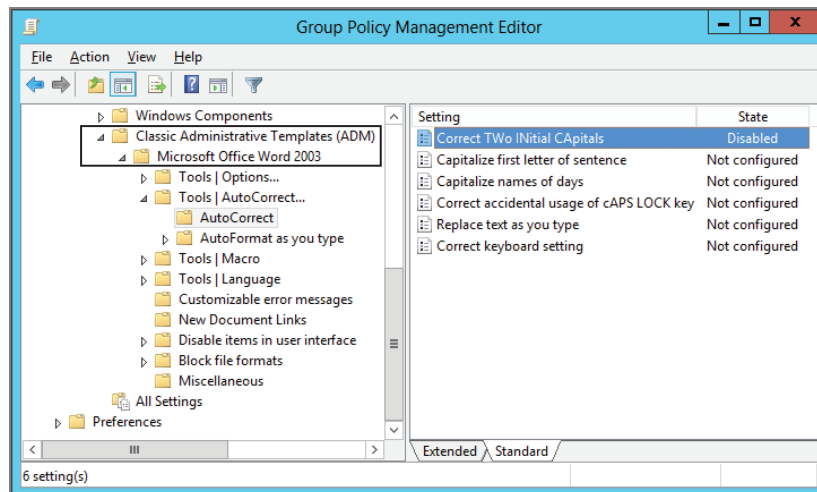 Group Policy Management Editor
File Action View Help
Windows Components
Classic Administrative Templates (ADM)
Microsoft Office Word 2003
Tools | Options...
Tools | AutoCorrect...
AutoCorrect
AutoFormat as you type
Tools | Macro
Tools | Language
Customizable error messages
New Document Links
Disable items in user interface
Block file formats
Miscellaneous
All Settings
Preferences
Setting State
Correct TWo INitial CApitals Disabled
Capitalize first letter of sentence Not configured
Capitalize names of days Not configured
Correct accidental usage of cAPS LOCK key Not configured
Replace text as you type Not configured
Correct keyboard setting Not configured
Extended Standard
6 setting(s)